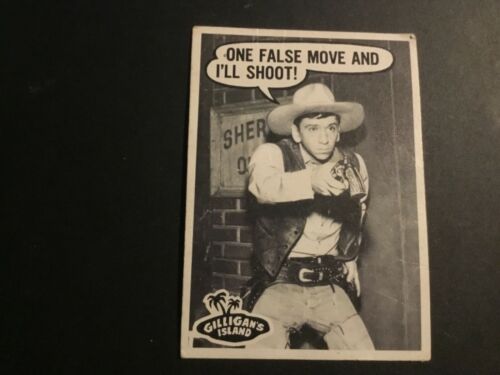 ONE FALSE MOVE AND
I'LL SHOOT!
SHER
GILLIGAN'S
ISLAND